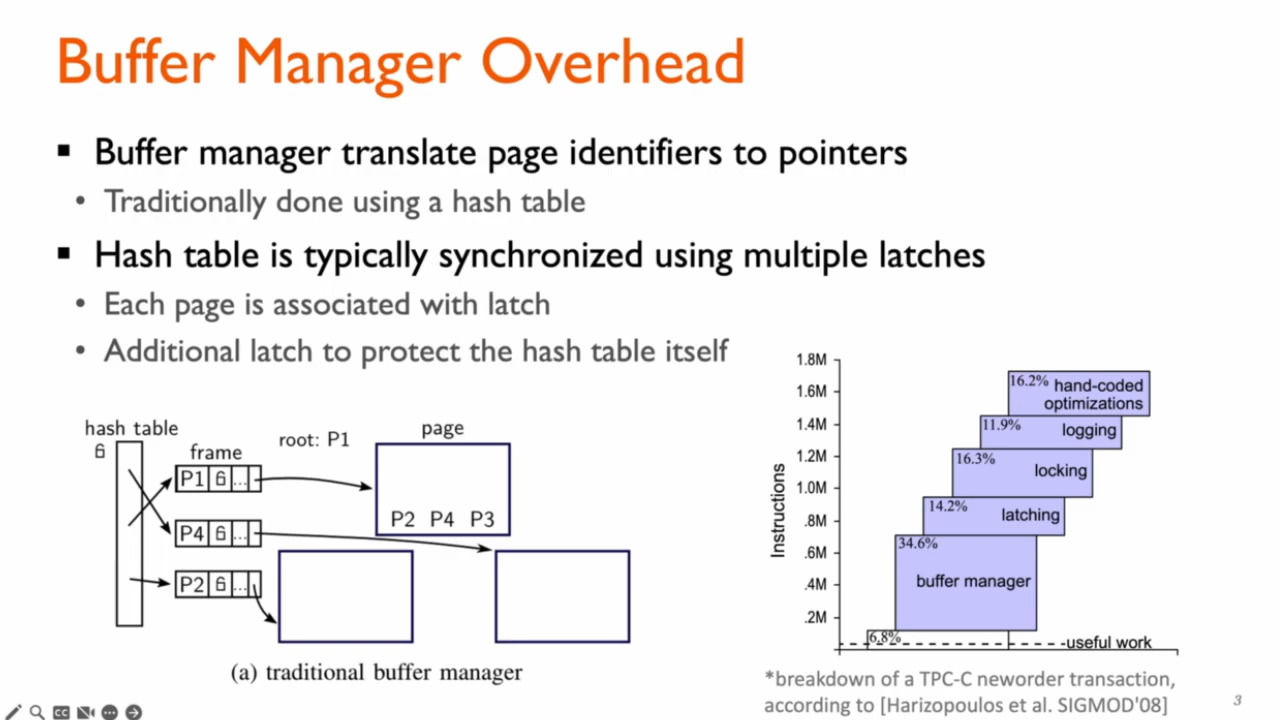 Buffer Manager Overhead
Buffer manager translate page identifiers to pointers
Traditionally done using a hash table
Hash table is typically synchronized using multiple latches
Each page is associated with latch
Additional latch to protect the hash table itself
hash table
frame
root: P1
page
P1 ...
P4 ...
P2 ...
P2 P4 P3
(a) traditional buffer manager
Instructions
1.8M
1.6M
1.4M
1.2M
1.0M
.8M
.6M
.4M
.2M
16.2% hand-coded
optimizations
11.9% logging
16.3% locking
14.2% latching
34.6% buffer manager
6.8% useful work
*breakdown of a TPC-C neworder transaction,
according to [Harizopoulos et al. SIGMOD'08]
CC
3